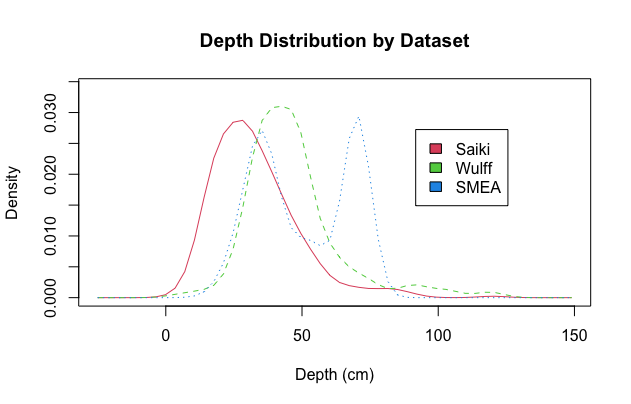 Depth Distribution by Dataset
Density
0.030
0.020
0.010
0.000
Saiki
Wulff
SMEA
0
50
100
150
Depth (cm)